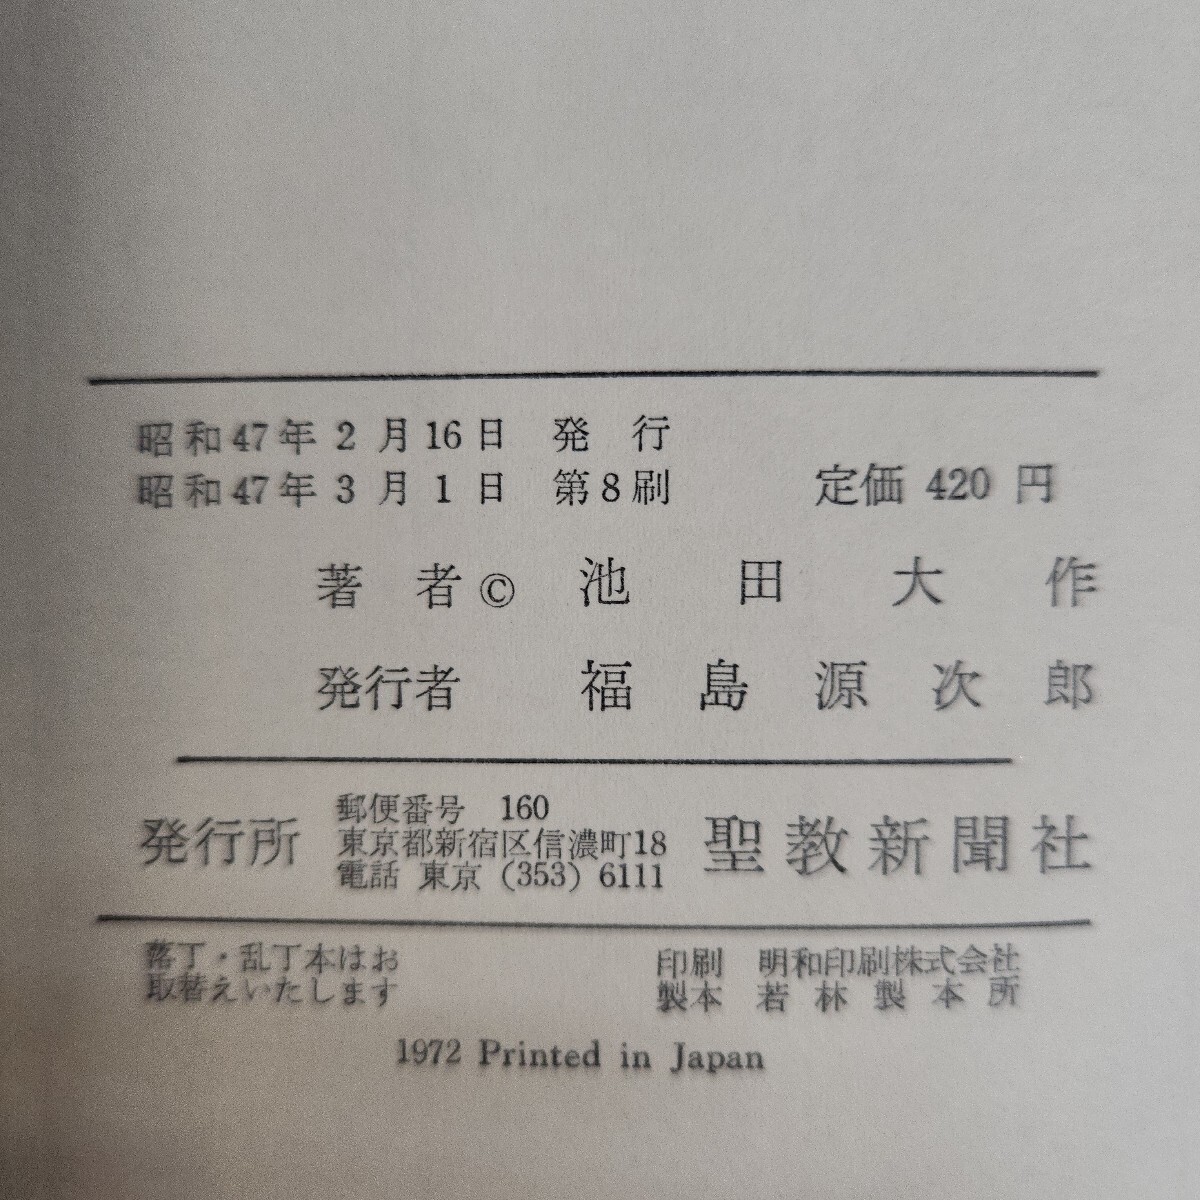 昭和47年2月16日 発行
昭和47年3月1日 第8刷 定価 420円
著者© 池田大作
発行者 福島源次郎
郵便番号 160
発行所 東京都新宿区信濃町18 聖教新聞社
電話 東京 (353) 6111
落丁・乱丁本はお
取替えいたします
印刷 明和印刷株式会社
製本 若林製本所
1972 Printed in Japan